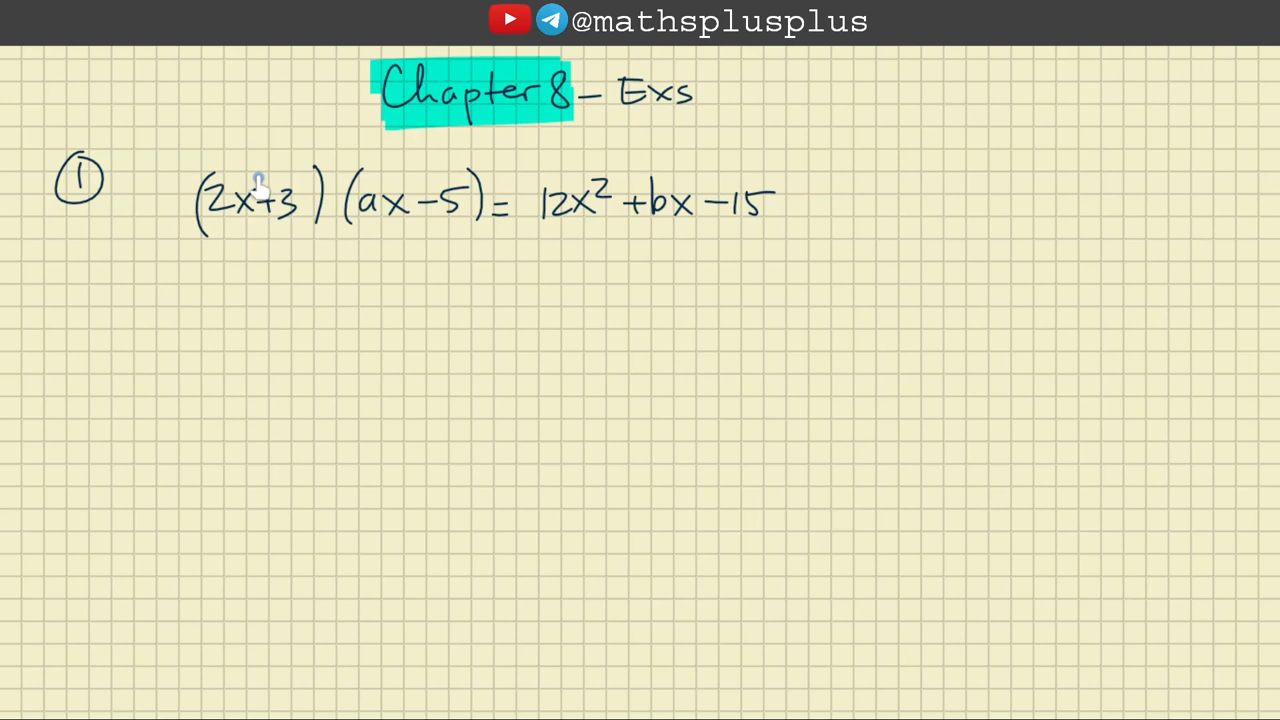 @mathsplusplus
Chapter 8 – Exs
① (2x+3) (ax-5) = 12x² +bx -15